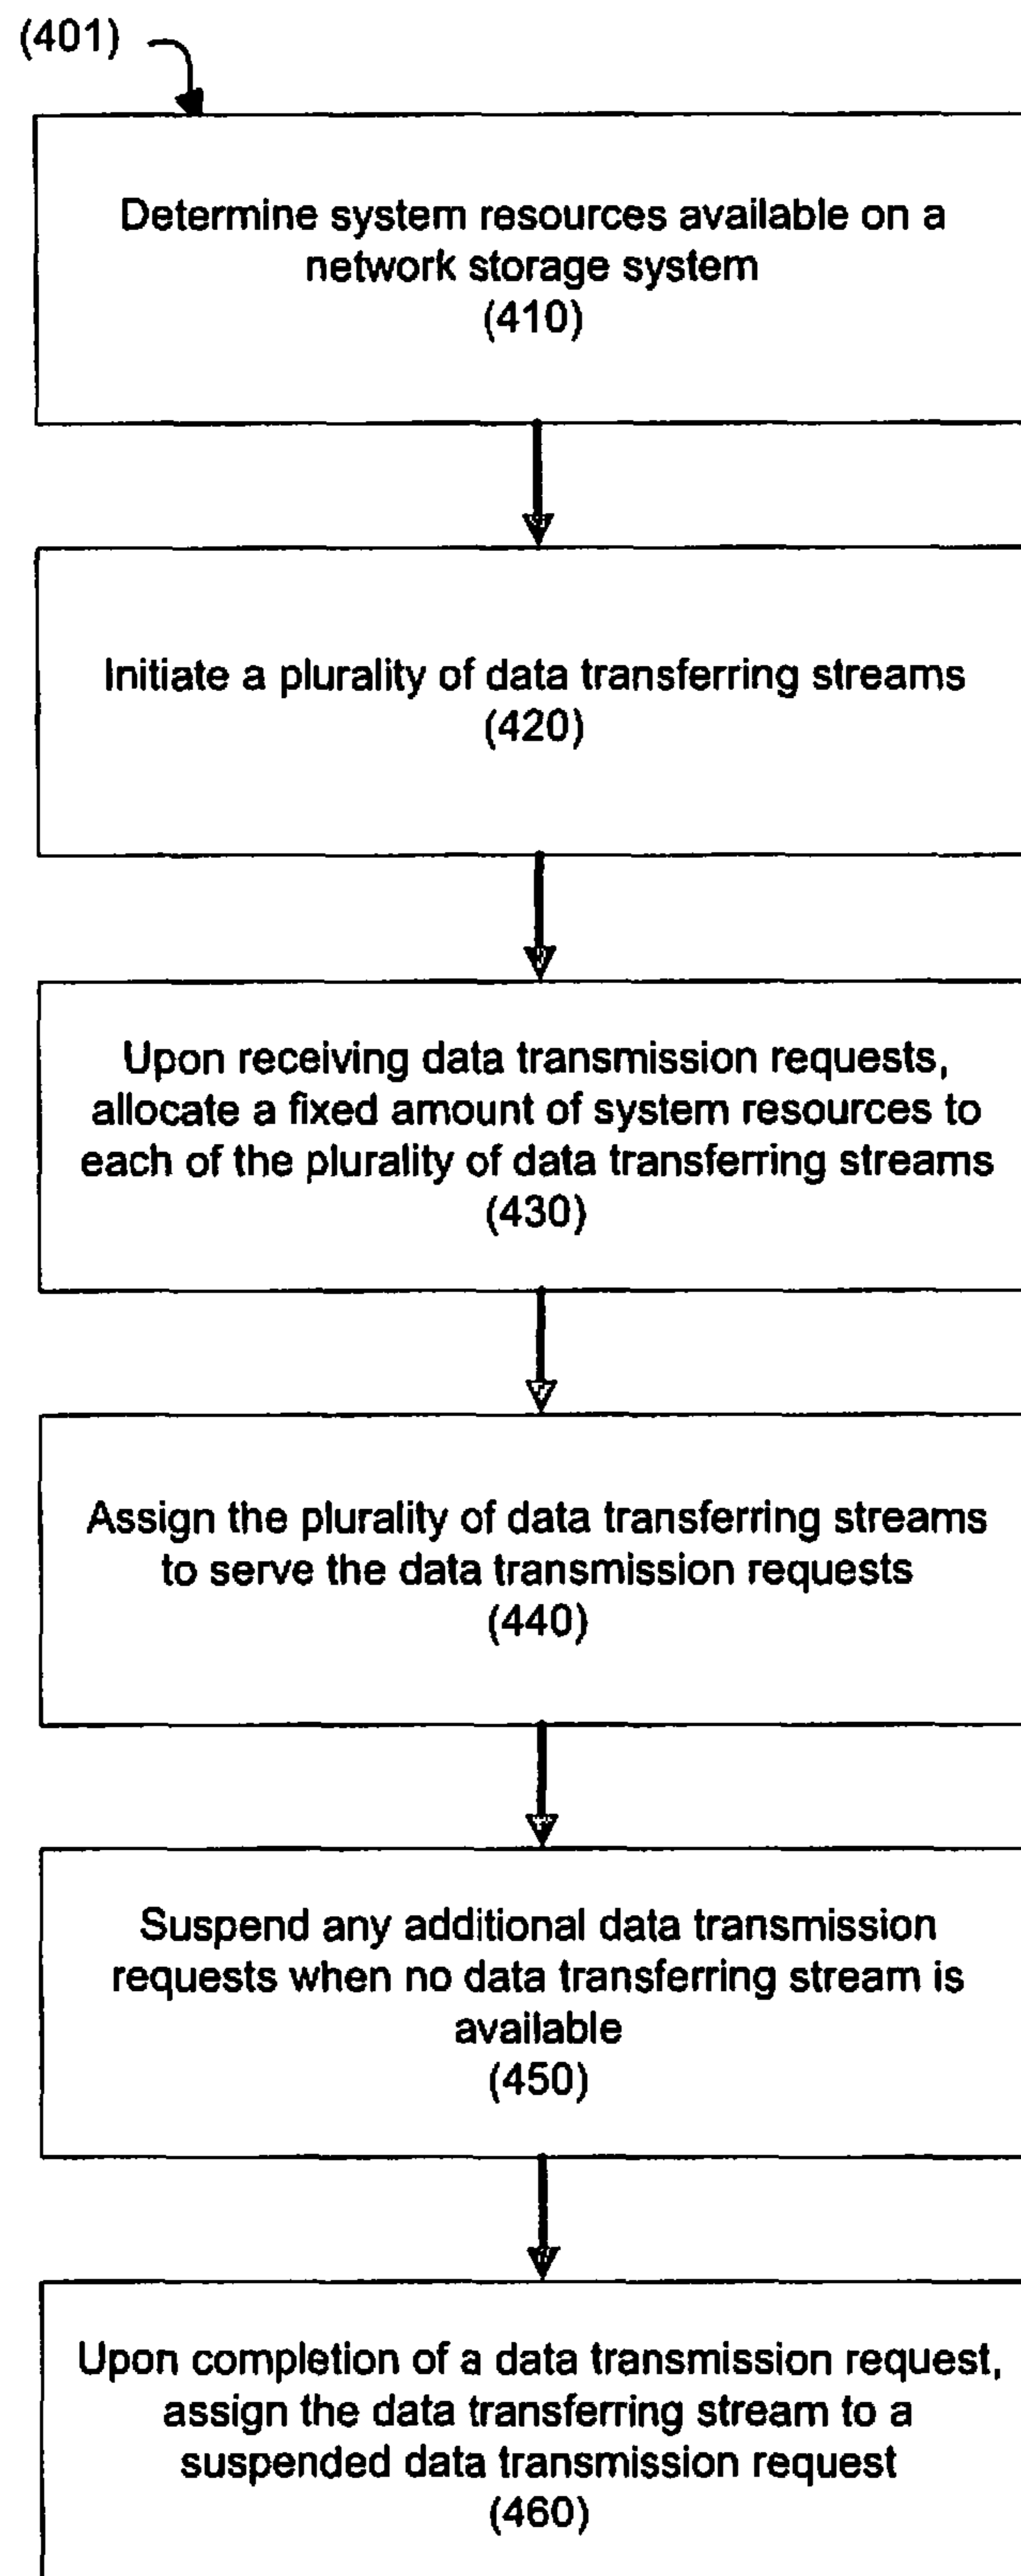 (401)
Determine system resources available on a
network storage system
(410)
Initiate a plurality of data transferring streams
(420)
Upon receiving data transmission requests,
allocate a fixed amount of system resources to
each of the plurality of data transferring streams
(430)
Assign the plurality of data transferring streams
to serve the data transmission requests
(440)
Suspend any additional data transmission
requests when no data transferring stream is
available
(450)
Upon completion of a data transmission request,
assign the data transferring stream to a
suspended data transmission request
(460)